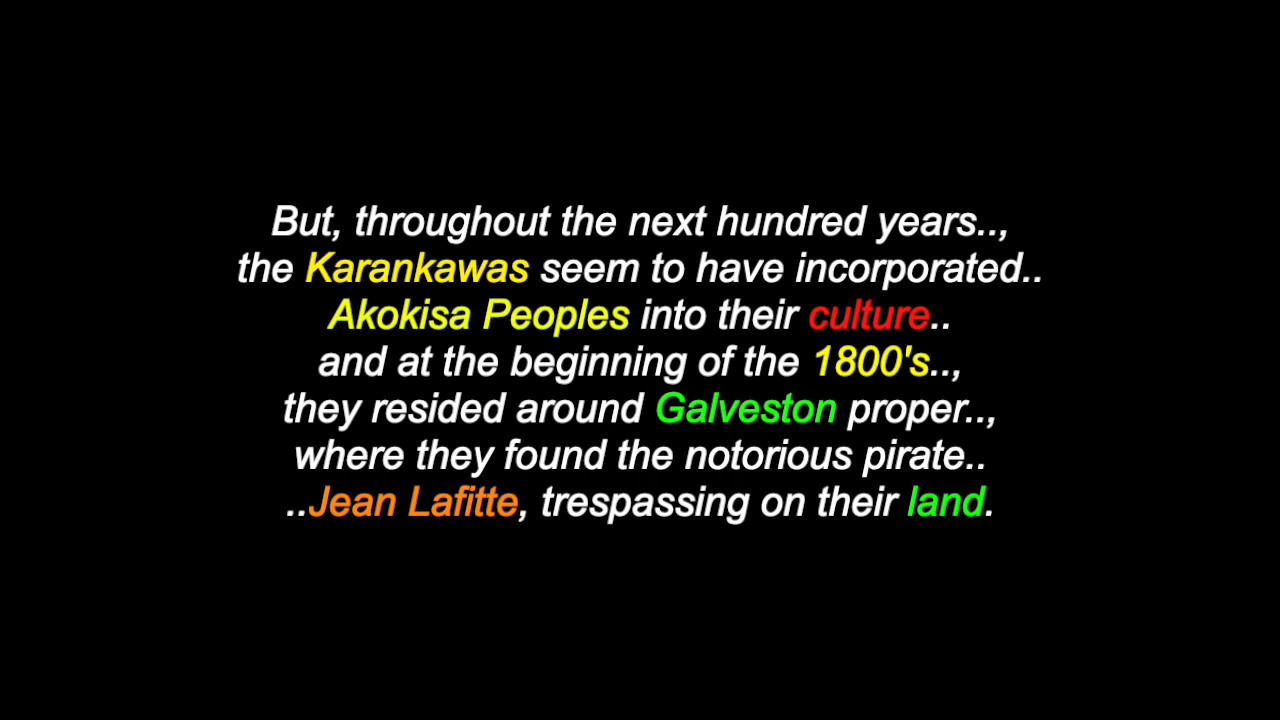 But, throughout the next hundred years..,
the Karankawas seem to have incorporated..
Akokisa Peoples into their culture..
and at the beginning of the 1800's..,
they resided around Galveston proper..,
where they found the notorious pirate..
..Jean Lafitte, trespassing on their land.